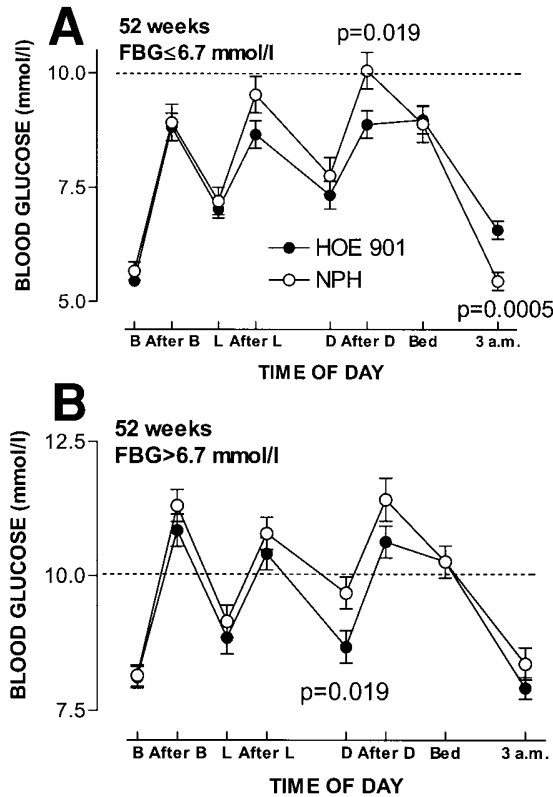 A
52 weeks
FBG≤6.7 mmol/l
p=0.019
BLOOD GLUCOSE (mmol/l)
10.0
7.5
5.0
HOE 901
NPH
p=0.0005
B After B L After L D After D Bed 3 a.m.
TIME OF DAY
B
52 weeks
FBG>6.7 mmol/l
BLOOD GLUCOSE (mmol/l)
12.5
10.0
7.5
p=0.019
B After B L After L D After D Bed 3 a.m.
TIME OF DAY